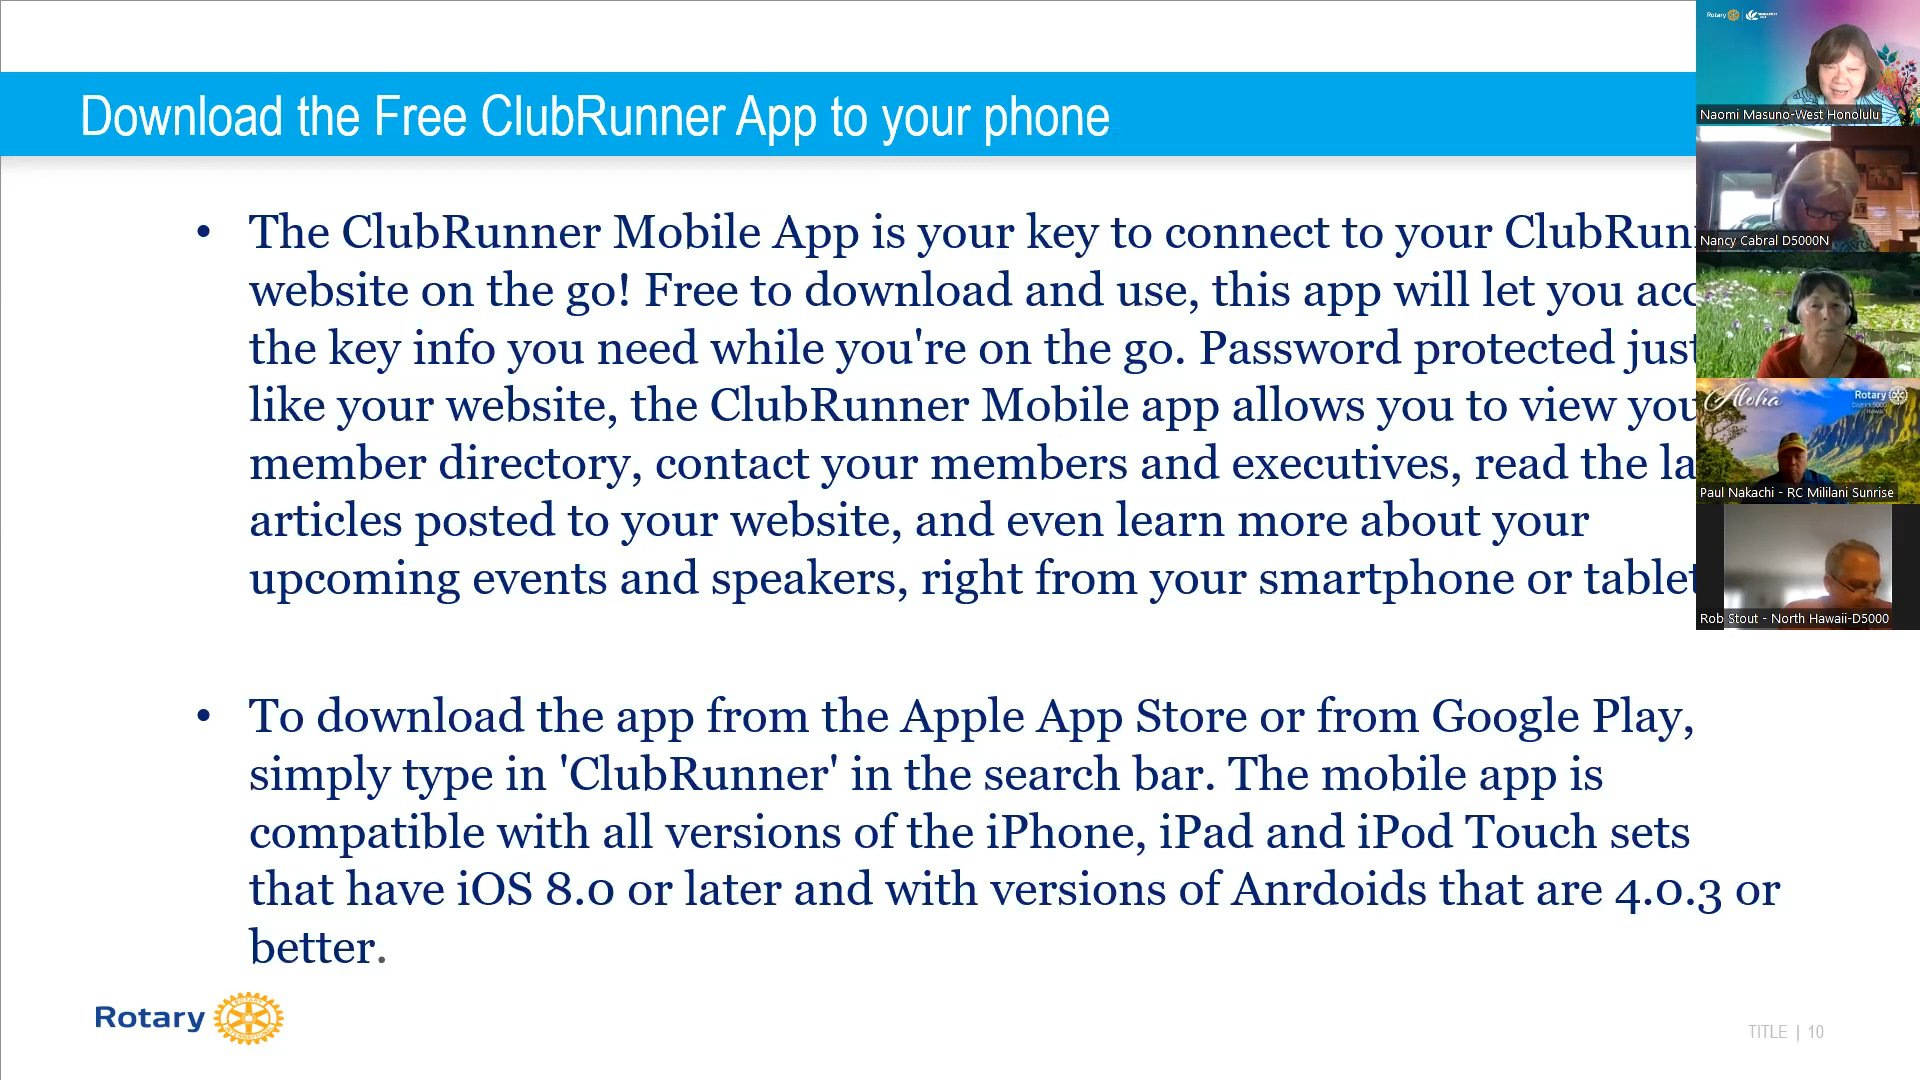 Download the Free ClubRunner App to your phone
• The ClubRunner Mobile App is your key to connect to your ClubRun
website on the go! Free to download and use, this app will let you acc
the key info you need while you're on the go. Password protected just
like your website, the ClubRunner Mobile app allows you to view you
member directory, contact your members and executives, read the la
articles posted to your website, and even learn more about your
upcoming events and speakers, right from your smartphone or tablet
• To download the app from the Apple App Store or from Google Play,
simply type in 'ClubRunner' in the search bar. The mobile app is
compatible with all versions of the iPhone, iPad and iPod Touch sets
that have iOS 8.0 or later and with versions of Anrdoids that are 4.0.3 or
better.
Rotary
TITLE | 10
Rotary
Naomi Masuno-West Honolulu
Nancy Cabral D5000N
Aloha
Rotary
Paul Nakachi - RC Mililani Sunrise
Rob Stout - North Hawaii-D5000